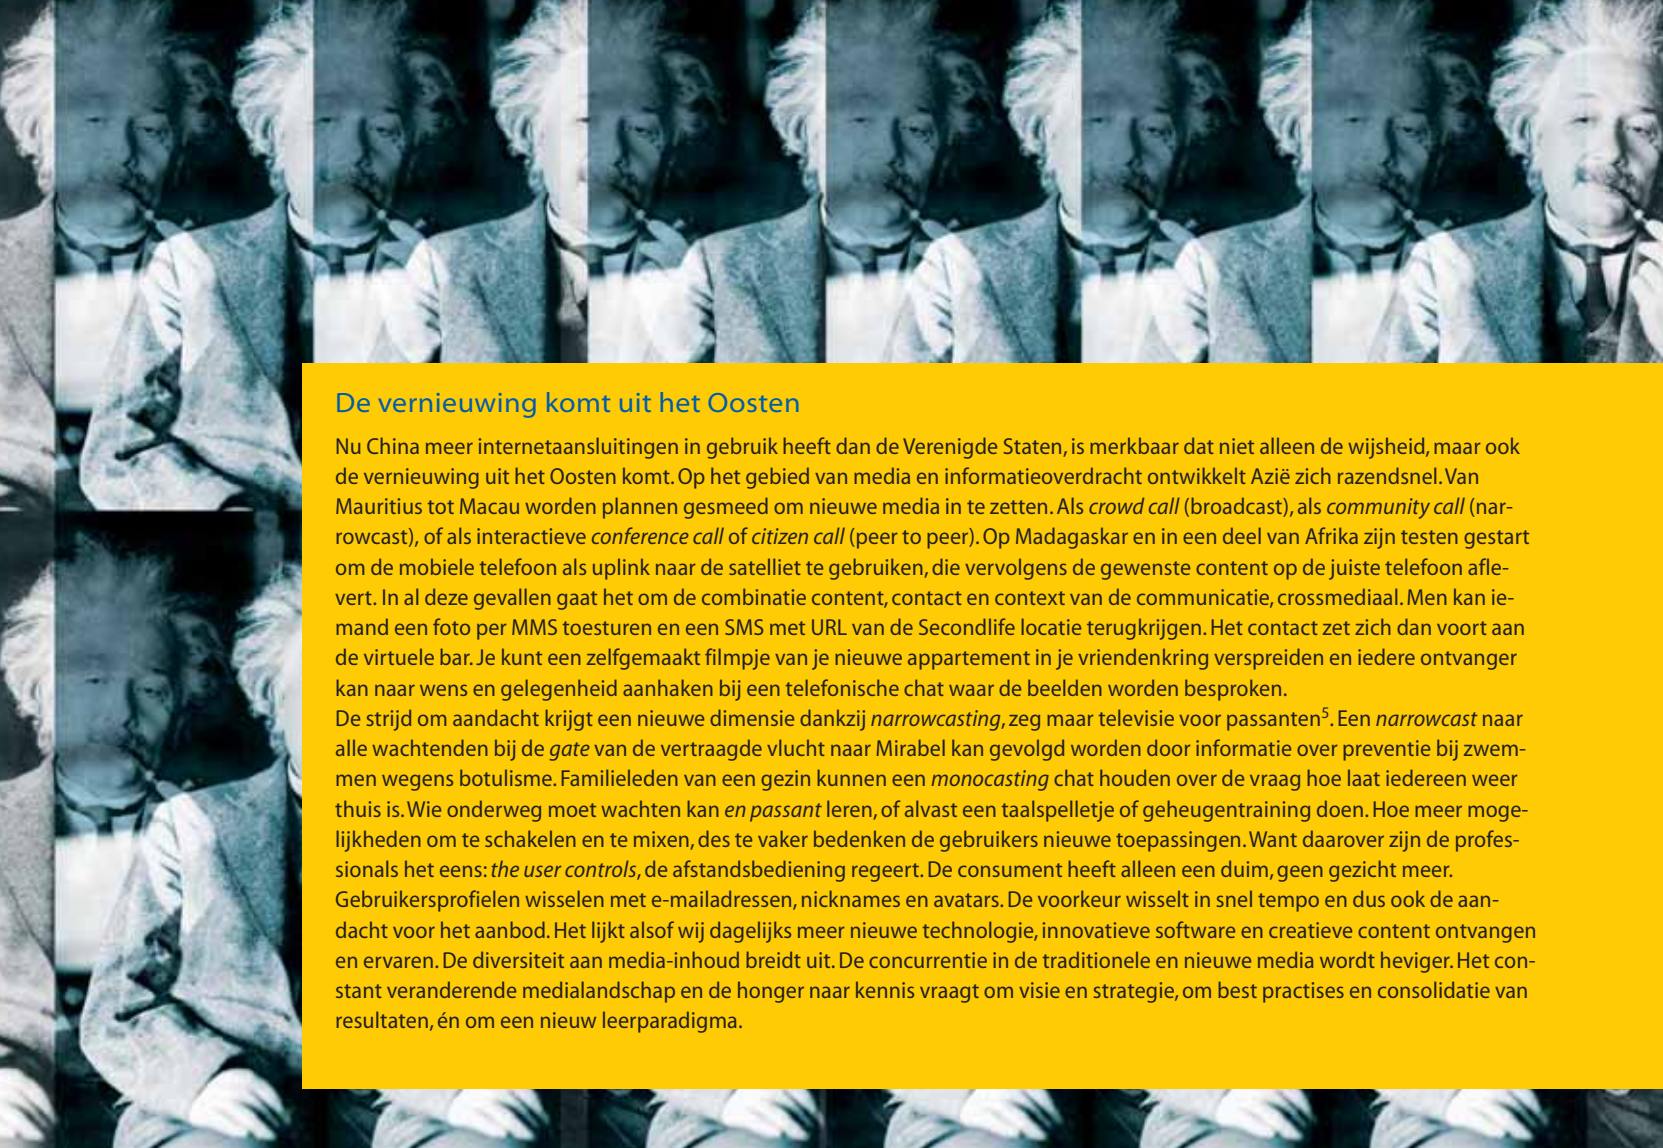 De vernieuwing komt uit het Oosten
Nu China meer internetaansluitingen in gebruik heeft dan de Verenigde Staten, is merkbaar dat niet alleen de wijsheid, maar ook
de vernieuwing uit het Oosten komt. Op het gebied van media en informatieoverdracht ontwikkelt Azië zich razendsnel. Van
Mauritius tot Macau worden plannen gesmeed om nieuwe media in te zetten. Als crowd call (broadcast), als community call (nar-
rowcast), of als interactieve conference call of citizen call (peer to peer). Op Madagaskar en in een deel van Afrika zijn testen gestart
om de mobiele telefoon als uplink naar de satelliet te gebruiken, die vervolgens de gewenste content op de juiste telefoon afle-
vert. In al deze gevallen gaat het om de combinatie content, contact en context van de communicatie, crossmediaal. Men kan ie-
mand een foto per MMS toesturen en een SMS met URL van de Secondlife locatie terugkrijgen. Het contact zet zich dan voort aan
de virtuele bar. Je kunt een zelfgemaakt filmpje van je nieuwe appartement in je vriendenkring verspreiden en iedere ontvanger
kan naar wens en gelegenheid aanhaken bij een telefonische chat waar de beelden worden besproken.
De strijd om aandacht krijgt een nieuwe dimensie dankzij narrowcasting, zeg maar televisie voor passanten⁵. Een narrowcast naar
alle wachtenden bij de gate van de vertraagde vlucht naar Mirabel kan gevolgd worden door informatie over preventie bij zwem-
men wegens botulisme. Familieleden van een gezin kunnen een monocasting chat houden over de vraag hoe laat iedereen weer
thuis is. Wie onderweg moet wachten kan en passant leren, of alvast een taalspelletje of geheugentraining doen. Hoe meer moge-
lijkheden om te schakelen en te mixen, des te vaker bedenken de gebruikers nieuwe toepassingen. Want daarover zijn de profes-
sionals het eens: the user controls, de afstandsbediening regeert. De consument heeft alleen een duim, geen gezicht meer.
Gebruikersprofielen wisselen met e-mailadressen, nicknames en avatars. De voorkeur wisselt in snel tempo en dus ook de aan-
dacht voor het aanbod. Het lijkt alsof wij dagelijks meer nieuwe technologie, innovatieve software en creatieve content ontvangen
en ervaren. De diversiteit aan media-inhoud breidt uit. De concurrentie in de traditionele en nieuwe media wordt heviger. Het con-
stant veranderende medialandschap en de honger naar kennis vraagt om visie en strategie, om best practises en consolidatie van
resultaten, én om een nieuw leerparadigma.